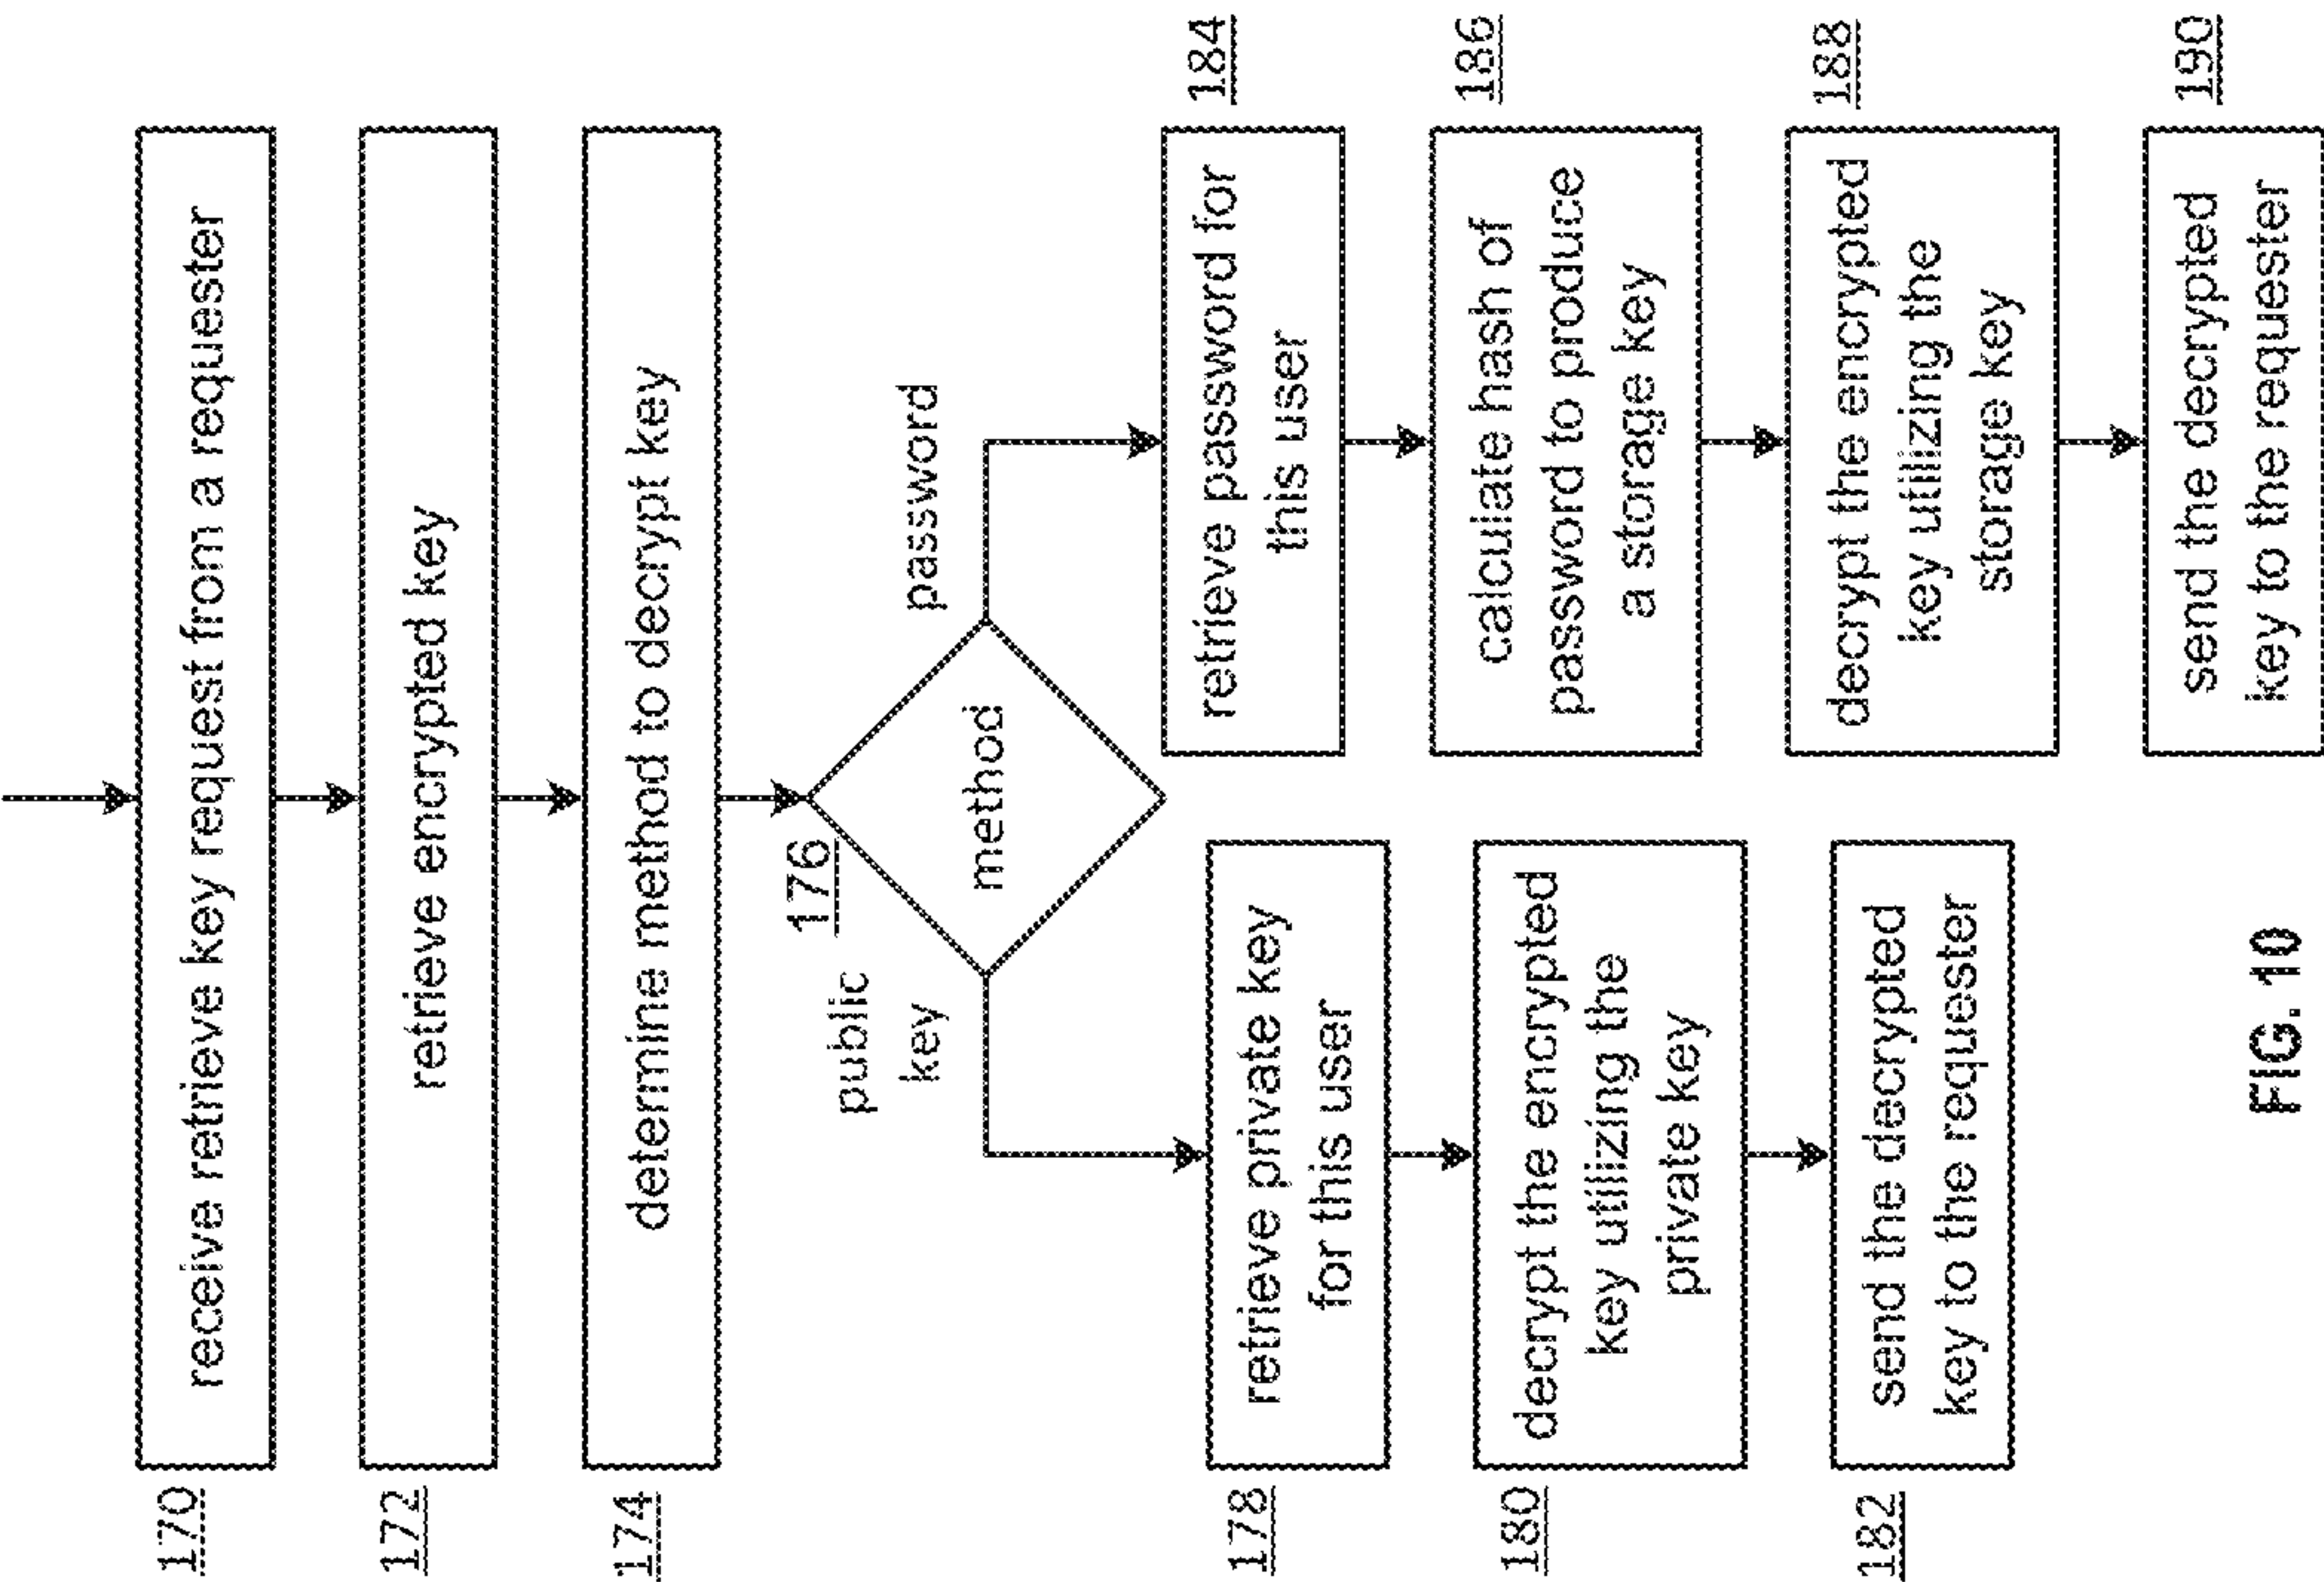 170
receive retrieve key request from a requester
172
retrieve encrypted key
174
determine method to decrypt key
176
method
public
key
password
178
retrieve private key
for this user
180
decrypt the encrypted
key utilizing the
private key
182
send the decrypted
key to the requester
184
retrieve password for
this user
186
calculate hash of
password to produce
a storage key
188
decrypt the encrypted
key utilizing the
storage key
190
send the decrypted
key to the requester
FIG. 10